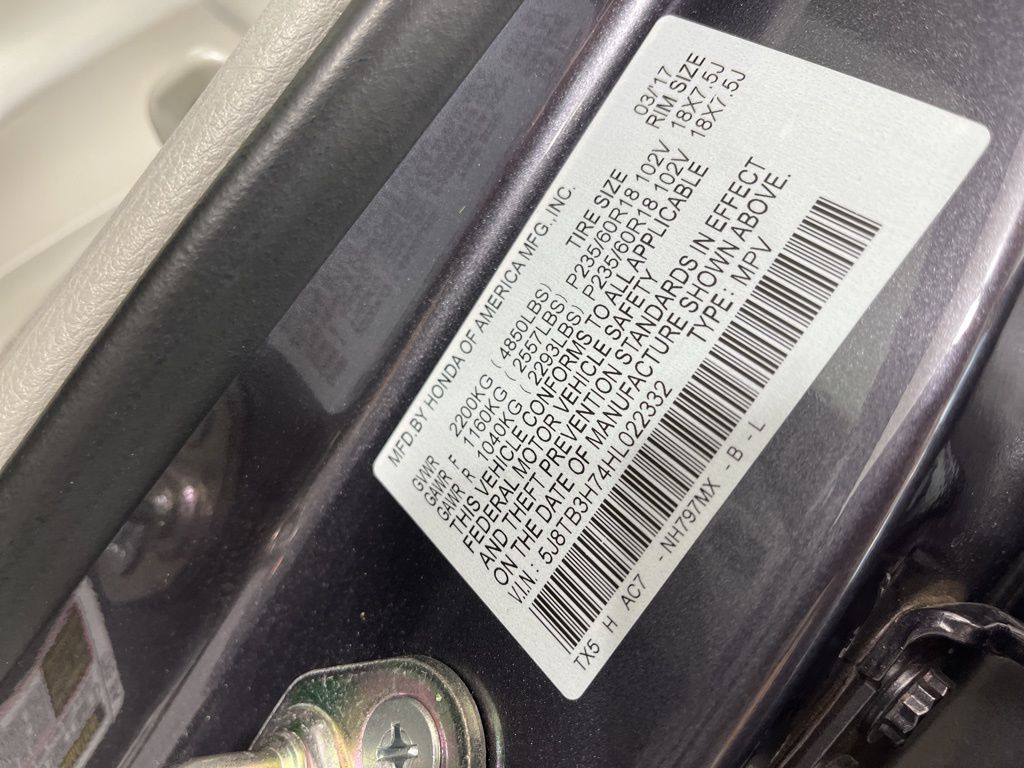 MFD.BY HONDA OF AMERICA MFG.,INC. 03/'17
TIRE SIZE RIM SIZE
GVWR 2200KG (4850LBS)
GAWR F 1160KG (2557LBS) P235/60R18 102V 18X7.5J
GAWR R 1040KG (2293LBS) P235/60R18 102V 18X7.5J
THIS VEHICLE CONFORMS TO ALL APPLICABLE
FEDERAL MOTOR VEHICLE SAFETY
AND THEFT PREVENTION STANDARDS IN EFFECT
ON THE DATE OF MANUFACTURE SHOWN ABOVE.
V.I.N: 5J8TB3H74HL022332 TYPE: MPV
TX5 H AC7 -NH797MX -B-L